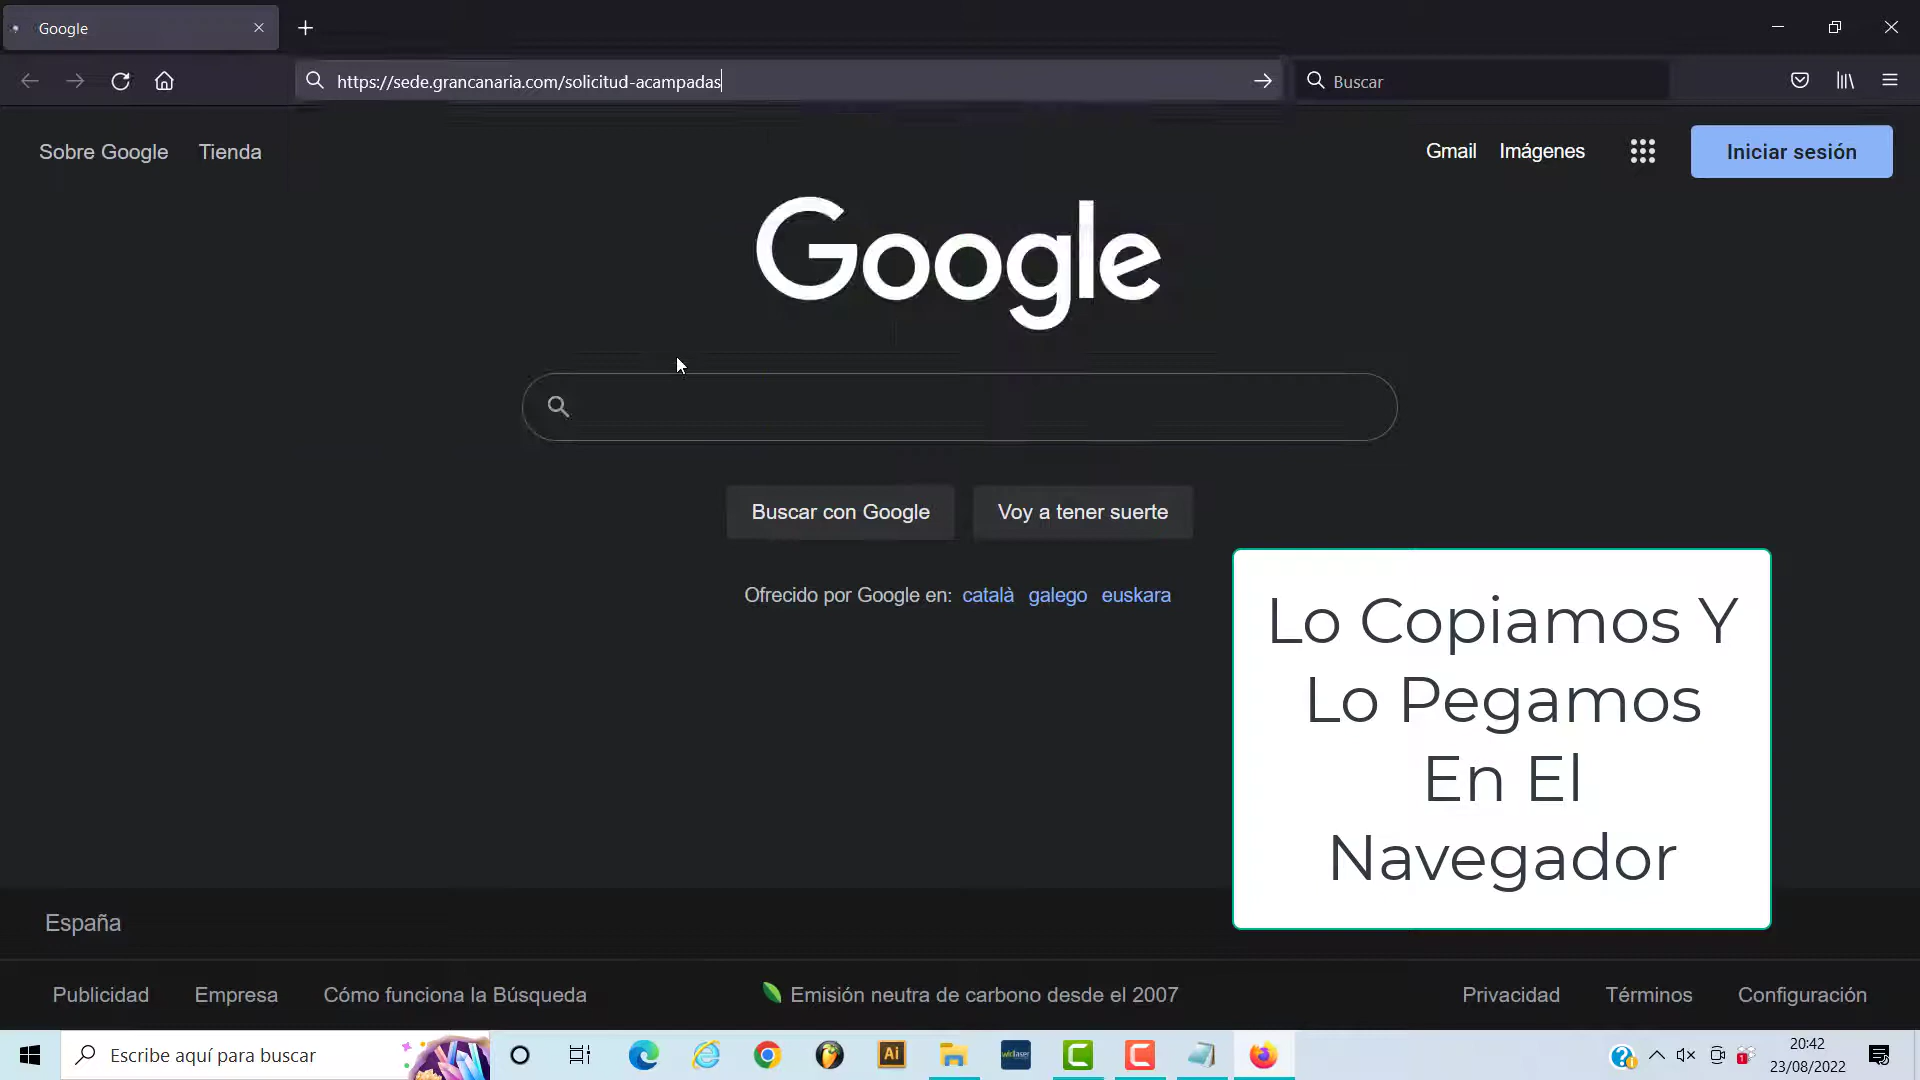 Google
https://sede.grancanaria.com/solicitud-acampadas
Buscar
Sobre Google
Tienda
Gmail
Imágenes
Iniciar sesión
Google
Buscar con Google
Voy a tener suerte
Ofrecido por Google en: català galego euskara
Lo Copiamos Y
Lo Pegamos
En El
Navegador
España
Publicidad
Empresa
Cómo funciona la Búsqueda
Emisión neutra de carbono desde el 2007
Privacidad
Términos
Configuración
Escribe aquí para buscar
Ai
20:42
23/08/2022